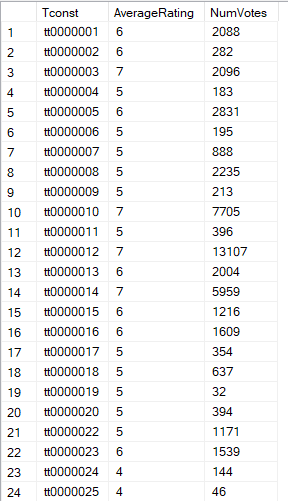 Tconst AverageRating NumVotes
1 tt0000001 6 2088
2 tt0000002 6 282
3 tt0000003 7 2096
4 tt0000004 5 183
5 tt0000005 6 2831
6 tt0000006 5 195
7 tt0000007 5 888
8 tt0000008 5 2235
9 tt0000009 5 213
10 tt0000010 7 7705
11 tt0000011 5 396
12 tt0000012 7 13107
13 tt0000013 6 2004
14 tt0000014 7 5959
15 tt0000015 6 1216
16 tt0000016 6 1609
17 tt0000017 5 354
18 tt0000018 5 637
19 tt0000019 5 32
20 tt0000020 5 394
21 tt0000022 5 1171
22 tt0000023 6 1539
23 tt0000024 4 144
24 tt0000025 4 46